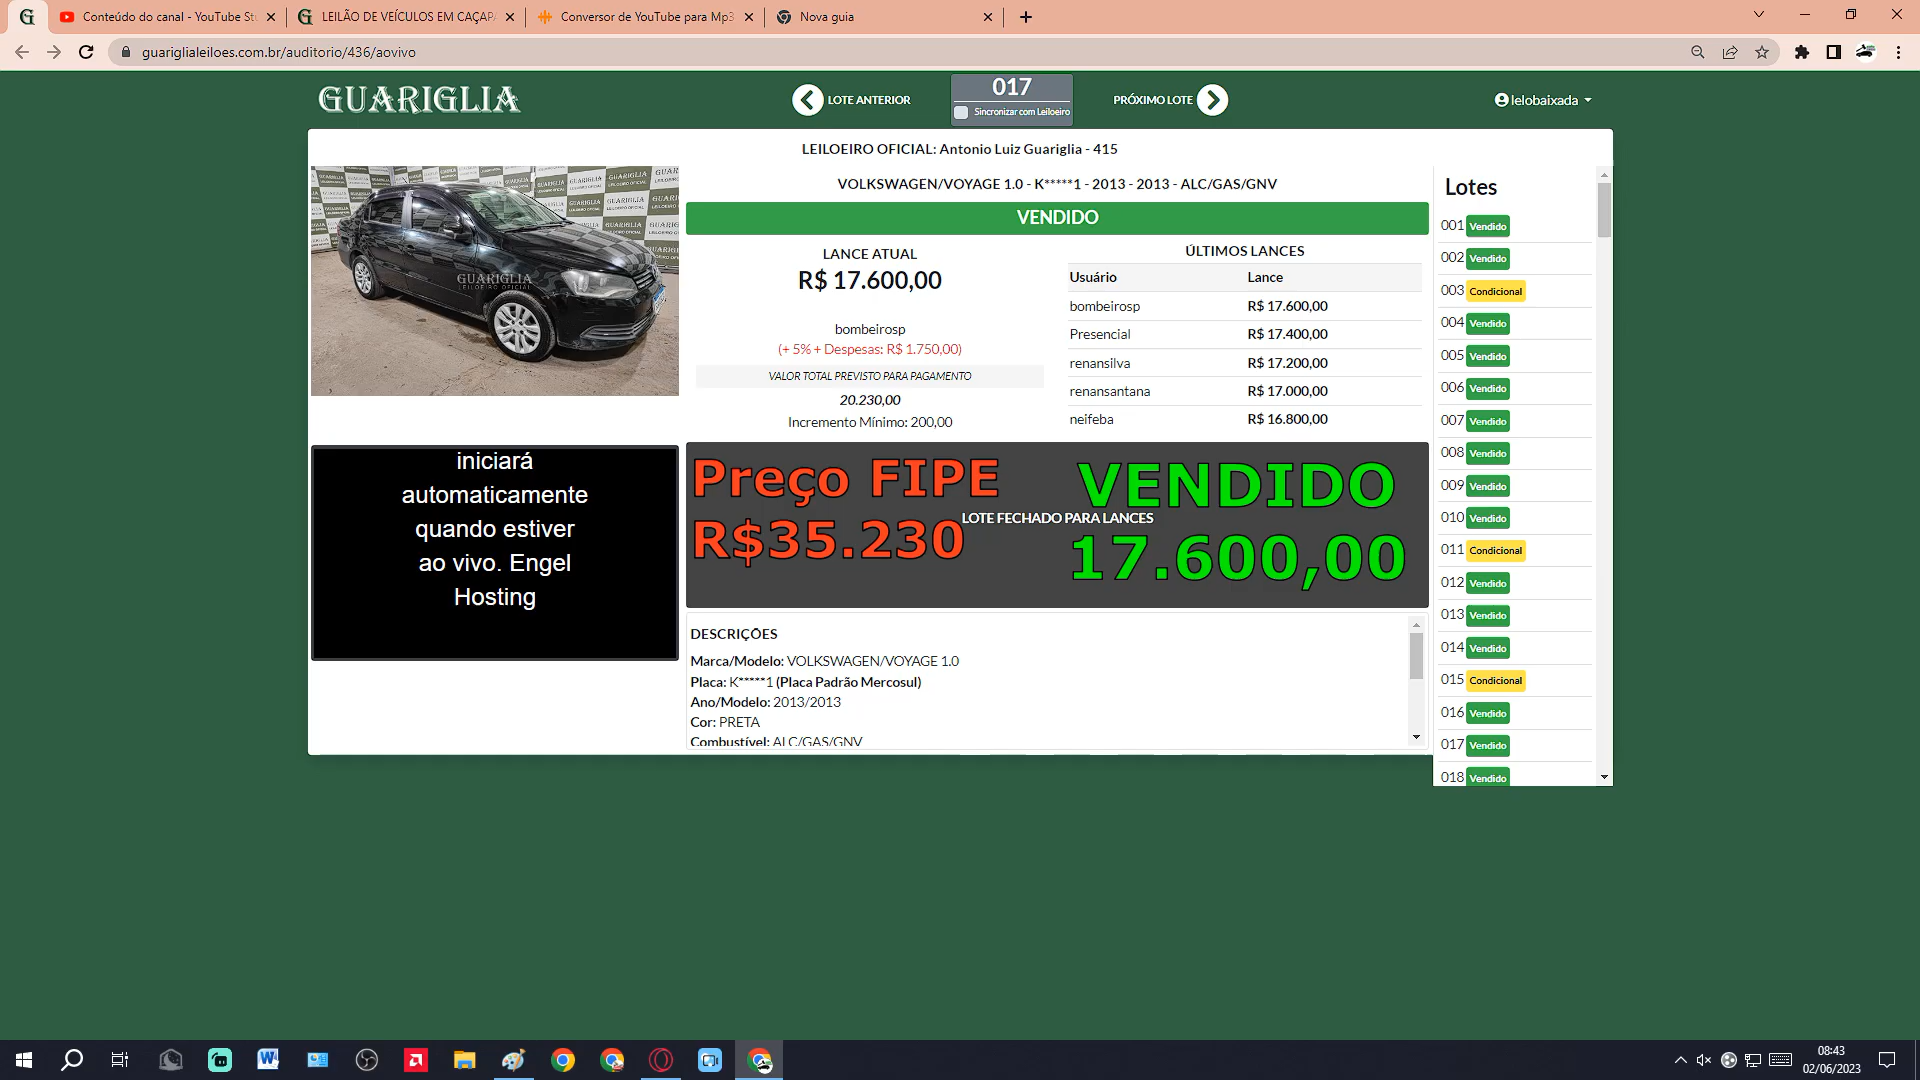 Conteúdo do canal - YouTube St
LEILÃO DE VEÍCULOS EM CAÇAPA
Conversor de YouTube para Mp3
Nova guia
guariglialeiloes.com.br/auditorio/436/aovivo
GUARIGLIA
LOTE ANTERIOR
017
Sincronizar com Leiloeiro
PRÓXIMO LOTE
lelobaixada
LEILOEIRO OFICIAL: Antonio Luiz Guariglia - 415
VOLKSWAGEN/VOYAGE 1.0 - K*****1 - 2013 - 2013 - ALC/GAS/GNV
VENDIDO
LANCE ATUAL
R$ 17.600,00
bombeirosp
(+ 5% + Despesas: R$ 1.750,00)
VALOR TOTAL PREVISTO PARA PAGAMENTO
20.230,00
Incremento Mínimo: 200,00
ÚLTIMOS LANCES
Usuário Lance
bombeirosp R$ 17.600,00
Presencial R$ 17.400,00
renansilva R$ 17.200,00
renansantana R$ 17.000,00
neifeba R$ 16.800,00
GUARIGLIA
LEILOEIRO OFICIAL
iniciará
automaticamente
quando estiver
ao vivo. Engel
Hosting
Preço FIPE
R$35.230
LOTE FECHADO PARA LANCES
VENDIDO
17.600,00
DESCRIÇÕES
Marca/Modelo: VOLKSWAGEN/VOYAGE 1.0
Placa: K*****1 (Placa Padrão Mercosul)
Ano/Modelo: 2013/2013
Cor: PRETA
Combustível: ALC/GAS/GNV
Lotes
001 Vendido
002 Vendido
003 Condicional
004 Vendido
005 Vendido
006 Vendido
007 Vendido
008 Vendido
009 Vendido
010 Vendido
011 Condicional
012 Vendido
013 Vendido
014 Vendido
015 Condicional
016 Vendido
017 Vendido
018 Vendido
08:43
02/06/2023